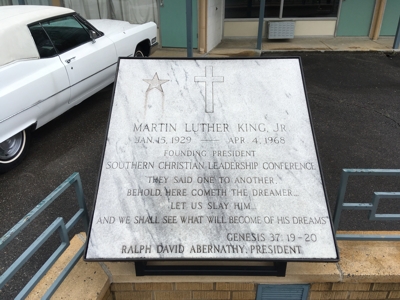 MARTIN LUTHER KING, JR.
JAN. 15, 1929 — APR. 4, 1968
FOUNDING PRESIDENT
SOUTHERN CHRISTIAN LEADERSHIP CONFERENCE
THEY SAID ONE TO ANOTHER,
BEHOLD, HERE COMETH THE DREAMER...
LET US SLAY HIM...
AND WE SHALL SEE WHAT WILL BECOME OF HIS DREAMS"
GENESIS 37: 19-20
RALPH DAVID ABERNATHY, PRESIDENT